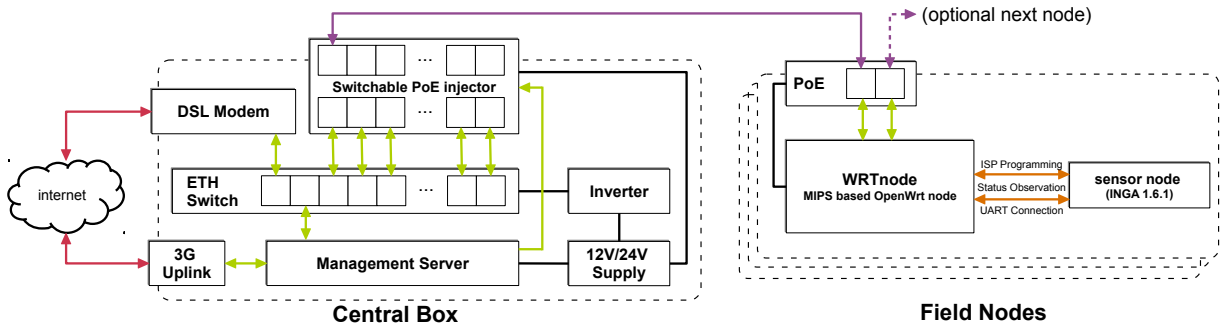 (optional next node)
...
Switchable PoE injector
...
PoE
DSL Modem
internet
ETH
Switch
...
Inverter
WRTnode
MIPS based OpenWrt node
ISP Programming
Status Observation
UART Connection
sensor node
(INGA 1.6.1)
3G
Uplink
Management Server
12V/24V
Supply
Central Box
Field Nodes